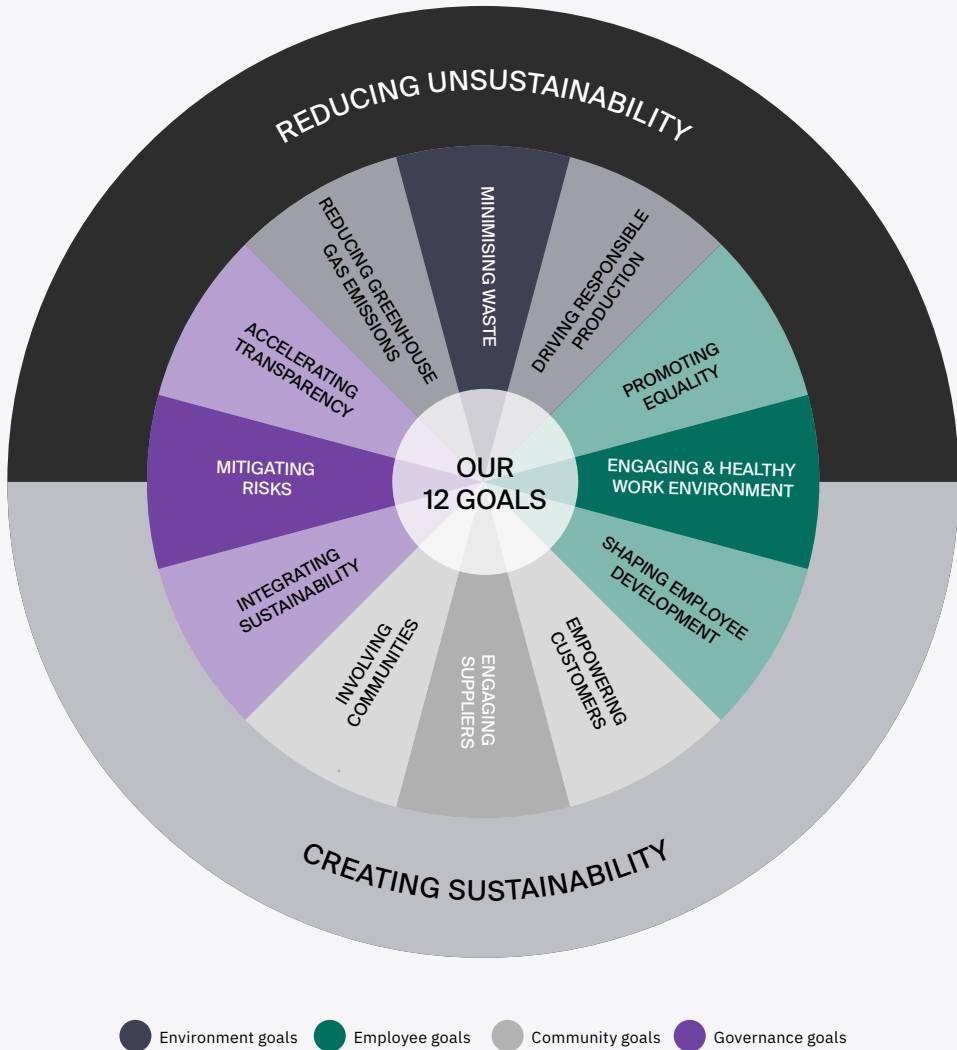 REDUCING UNSUSTAINABILITY
MINIMISING WASTE
DRIVING RESPONSIBLE
PRODUCTION
PROMOTING
EQUALITY
ENGAGING & HEALTHY
WORK ENVIRONMENT
SHAPING EMPLOYEE
DEVELOPMENT
EMPOWERING
CUSTOMERS
ENGAGING
SUPPLIERS
INVOLVING
COMMUNITIES
INTEGRATING
SUSTAINABILITY
MITIGATING
RISKS
ACCELERATING
TRANSPARENCY
REDUCING GREENHOUSE
GAS EMISSIONS
OUR
12 GOALS
CREATING SUSTAINABILITY
Environment goals
Employee goals
Community goals
Governance goals